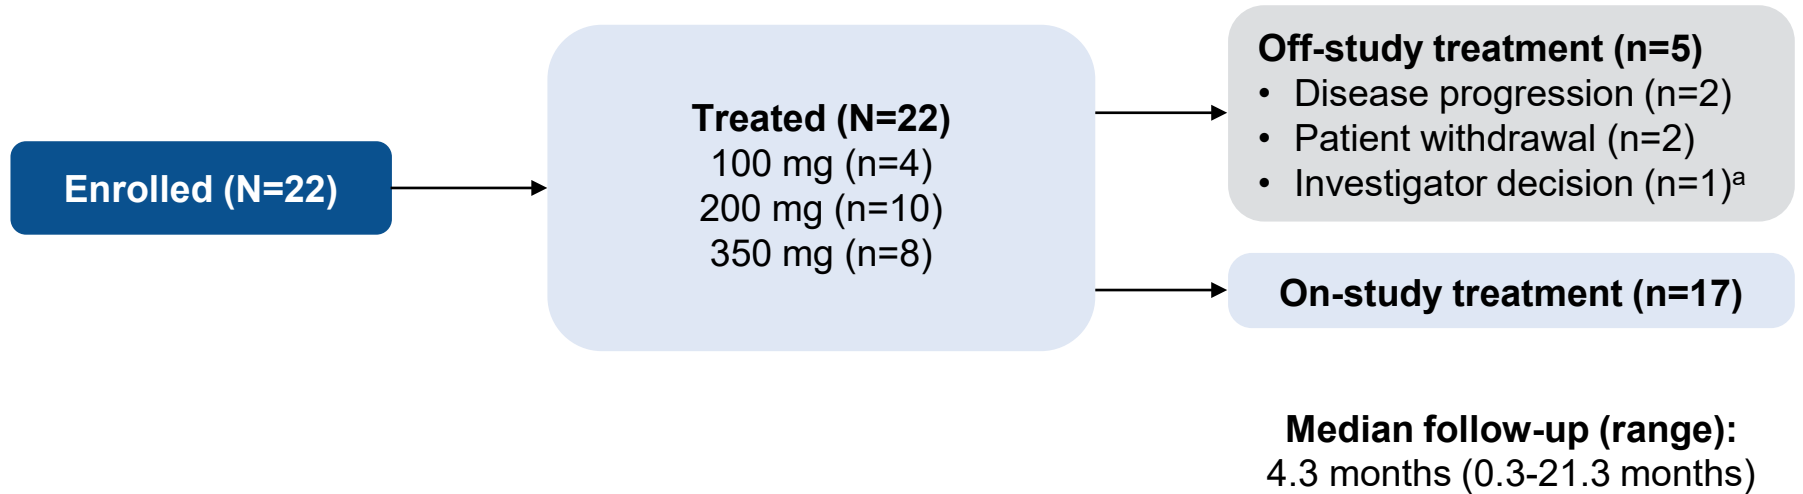 Enrolled (N=22)
Treated (N=22)
100 mg (n=4)
200 mg (n=10)
350 mg (n=8)
Off-study treatment (n=5)
• Disease progression (n=2)
• Patient withdrawal (n=2)
• Investigator decision (n=1)ᵃ
On-study treatment (n=17)
Median follow-up (range):
4.3 months (0.3-21.3 months)